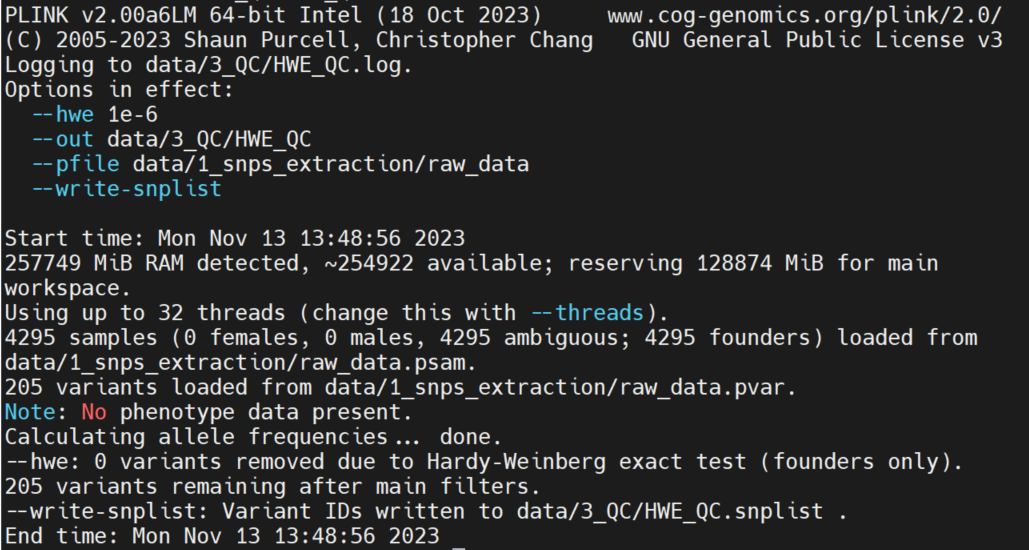 PLINK v2.00a6LM 64-bit Intel (18 Oct 2023)     www.cog-genomics.org/plink/2.0/
(C) 2005-2023 Shaun Purcell, Christopher Chang   GNU General Public License v3
Logging to data/3_QC/HWE_QC.log.
Options in effect:
  --hwe 1e-6
  --out data/3_QC/HWE_QC
  --pfile data/1_snps_extraction/raw_data
  --write-snplist

Start time: Mon Nov 13 13:48:56 2023
257749 MiB RAM detected, ~254922 available; reserving 128874 MiB for main
workspace.
Using up to 32 threads (change this with --threads).
4295 samples (0 females, 0 males, 4295 ambiguous; 4295 founders) loaded from
data/1_snps_extraction/raw_data.psam.
205 variants loaded from data/1_snps_extraction/raw_data.pvar.
Note: No phenotype data present.
Calculating allele frequencies... done.
--hwe: 0 variants removed due to Hardy-Weinberg exact test (founders only).
205 variants remaining after main filters.
--write-snplist: Variant IDs written to data/3_QC/HWE_QC.snplist .
End time: Mon Nov 13 13:48:56 2023